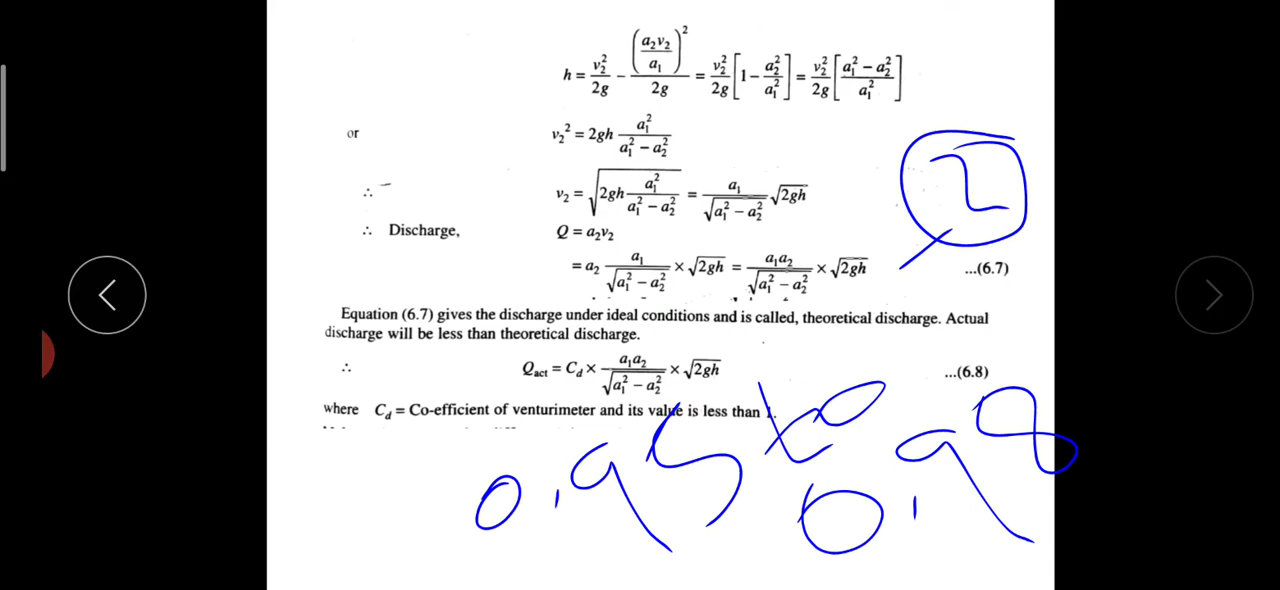 h = v₂²/2g − (a₂v₂/a₁)²/2g = v₂²/2g [1 − a₂²/a₁²] = v₂²/2g [(a₁² − a₂²)/a₁²]
or v₂² = 2gh a₁²/(a₁² − a₂²)
∴ v₂ = √(2gh a₁²/(a₁² − a₂²)) = a₁/√(a₁² − a₂²) √2gh
2
∴ Discharge, Q = a₂v₂
= a₂ a₁/√(a₁² − a₂²) × √2gh = a₁a₂/√(a₁² − a₂²) × √2gh ...(6.7)
Equation (6.7) gives the discharge under ideal conditions and is called, theoretical discharge. Actual
discharge will be less than theoretical discharge.
∴ Qact = Cd × a₁a₂/√(a₁² − a₂²) × √2gh ...(6.8)
where Cd = Co-efficient of venturimeter and its value is less than 1.
0.95 to 0.98